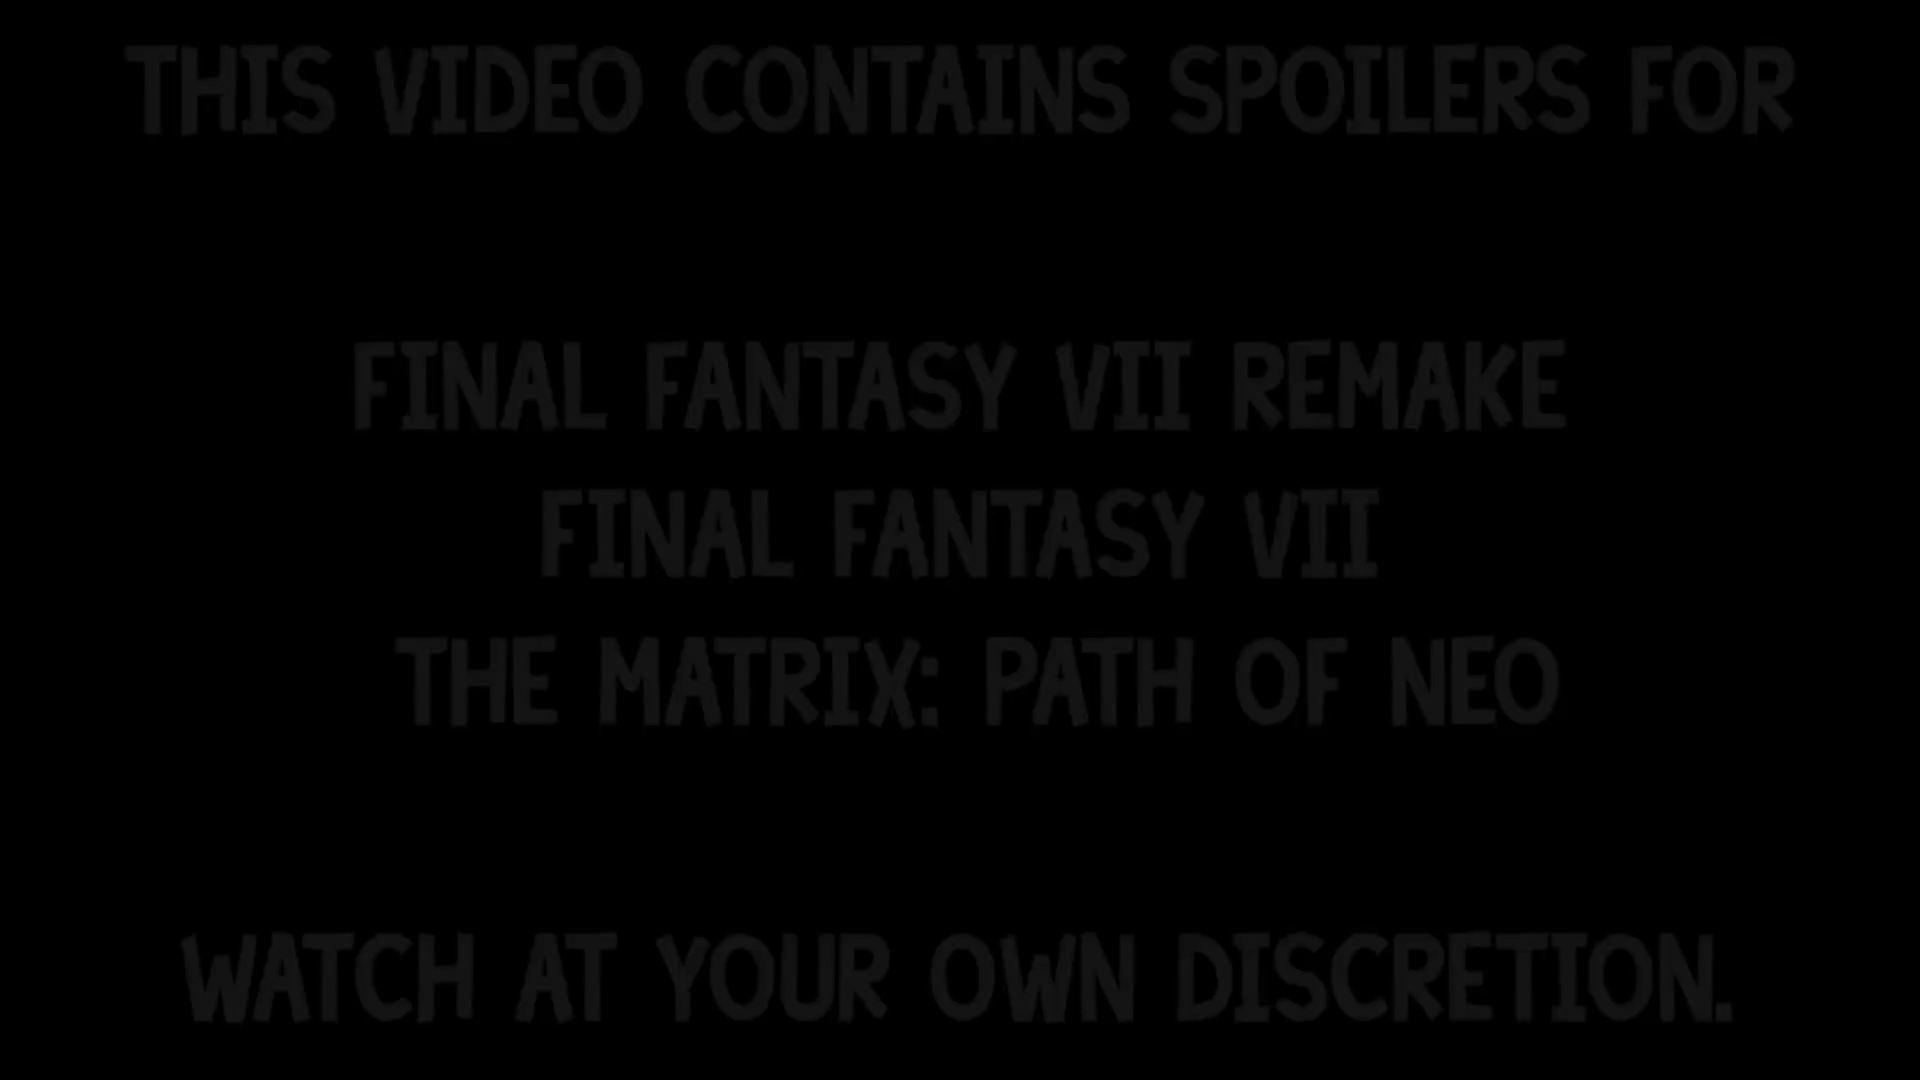 THIS VIDEO CONTAINS SPOILERS FOR
FINAL FANTASY VII REMAKE
FINAL FANTASY VII
THE MATRIX: PATH OF NEO
WATCH AT YOUR OWN DISCRETION.